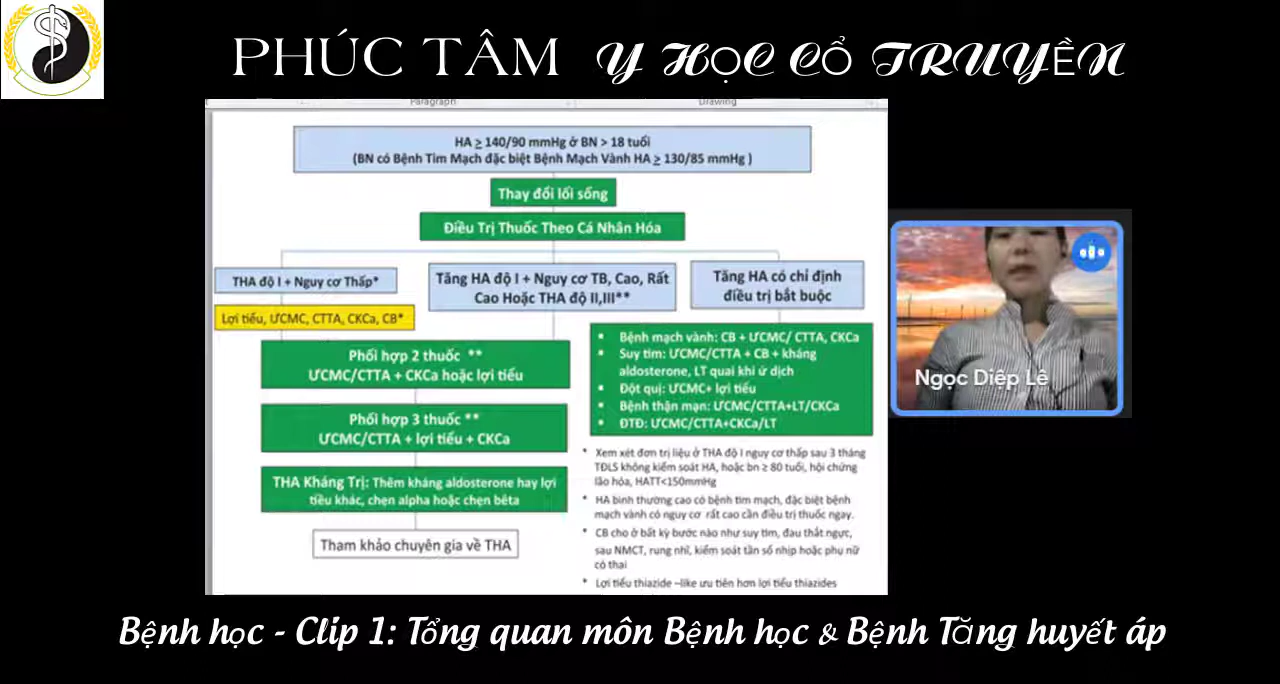 PHÚC TÂM Y HỌC CỔ TRUYỀN
Paragraph
Drawing
HA ≥ 140/90 mmHg ở BN > 18 tuổi
(BN có Bệnh Tim Mạch đặc biệt Bệnh Mạch Vành HA ≥ 130/85 mmHg )
Thay đổi lối sống
Điều Trị Thuốc Theo Cá Nhân Hóa
THA độ I + Nguy cơ Thấp*
Lợi tiểu, ƯCMC, CTTA, CKCa, CB*
Tăng HA độ I + Nguy cơ TB, Cao, Rất
Cao Hoặc THA độ II,III**
Tăng HA có chỉ định
điều trị bắt buộc
Phối hợp 2 thuốc **
ƯCMC/CTTA + CKCa hoặc lợi tiểu
Phối hợp 3 thuốc **
ƯCMC/CTTA + lợi tiểu + CKCa
THA Kháng Trị: Thêm kháng aldosterone hay lợi
tiểu khác, chẹn alpha hoặc chẹn bêta
Tham khảo chuyên gia về THA
• Bệnh mạch vành: CB + ƯCMC/ CTTA, CKCa
• Suy tim: ƯCMC/CTTA + CB + kháng
aldosterone, LT quai khi ứ dịch
• Đột quị: ƯCMC+ lợi tiểu
• Bệnh thận mạn: ƯCMC/CTTA+LT/CKCa
• ĐTĐ: ƯCMC/CTTA+CKCa/LT
* Xem xét đơn trị liệu ở THA độ I nguy cơ thấp sau 3 tháng
TĐLS không kiểm soát HA, hoặc bn ≥ 80 tuổi, hội chứng
lão hóa, HATT<150mmHg
* HA bình thường cao có bệnh tim mạch, đặc biệt bệnh
mạch vành có nguy cơ rất cao cần điều trị thuốc ngay.
* CB cho ở bất kỳ bước nào như suy tim, đau thắt ngực,
sau NMCT, rung nhĩ, kiểm soát tần số nhịp hoặc phụ nữ
có thai
* Lợi tiểu thiazide –like ưu tiên hơn lợi tiểu thiazides
Ngọc Diệp Lê
Bệnh học - Clip 1: Tổng quan môn Bệnh học & Bệnh Tăng huyết áp